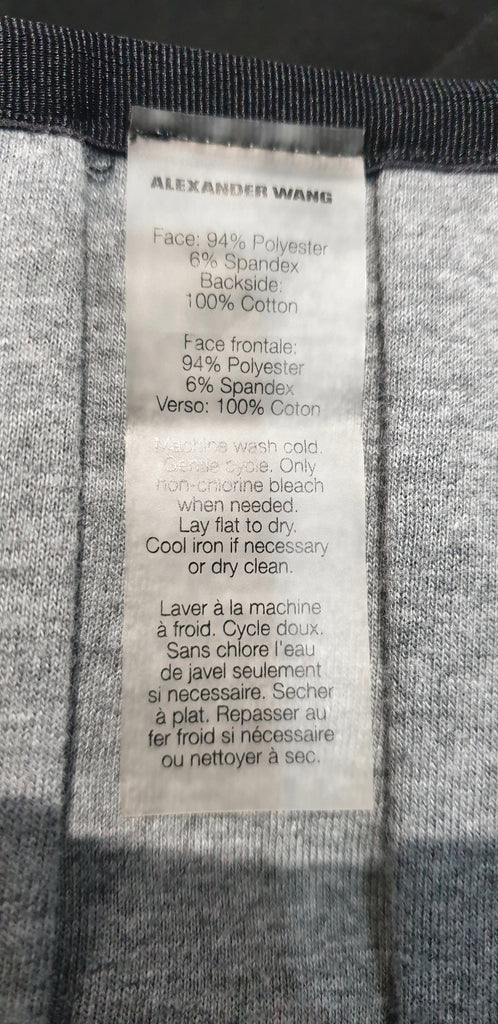 ALEXANDER WANG
Face: 94% Polyester
6% Spandex
Backside:
100% Cotton
Face frontale:
94% Polyester
6% Spandex
Verso: 100% Coton
Machine wash cold.
Gentle cycle. Only
non-chlorine bleach
when needed.
Lay flat to dry.
Cool iron if necessary
or dry clean.
Laver à la machine
à froid. Cycle doux.
Sans chlore l'eau
de javel seulement
si necessaire. Secher
à plat. Repasser au
fer froid si nécessaire
ou nettoyer à sec.